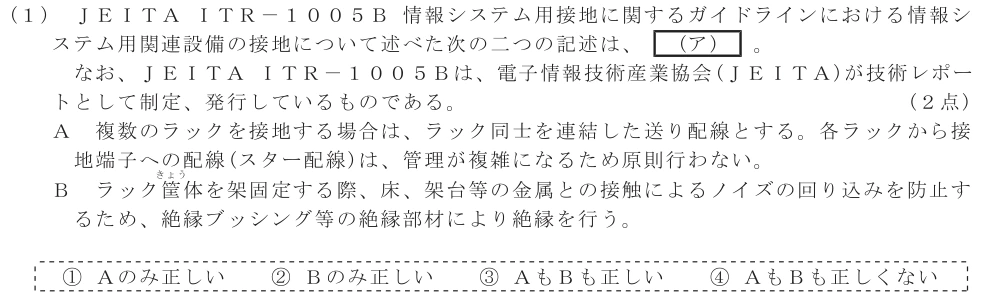 (1) ＪＥＩＴＡ ＩＴＲ－１００５Ｂ 情報システム用接地に関するガイドラインにおける情報シ
ステム用関連設備の接地について述べた次の二つの記述は、 (ア) 。
なお、ＪＥＩＴＡ ＩＴＲ－１００５Ｂは、電子情報技術産業協会(ＪＥＩＴＡ)が技術レポー
トとして制定、発行しているものである。 (２点)
Ａ 複数のラックを接地する場合は、ラック同士を連結した送り配線とする。各ラックから接
地端子への配線(スター配線)は、管理が複雑になるため原則行わない。
きょう
Ｂ ラック筐体を架固定する際、床、架台等の金属との接触によるノイズの回り込みを防止す
るため、絶縁ブッシング等の絶縁部材により絶縁を行う。
① Ａのみ正しい ② Ｂのみ正しい ③ ＡもＢも正しい ④ ＡもＢも正しくない